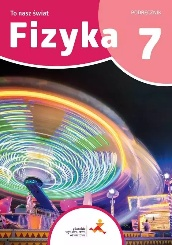 To nasz świat
PODRĘCZNIK
Fizyka 7